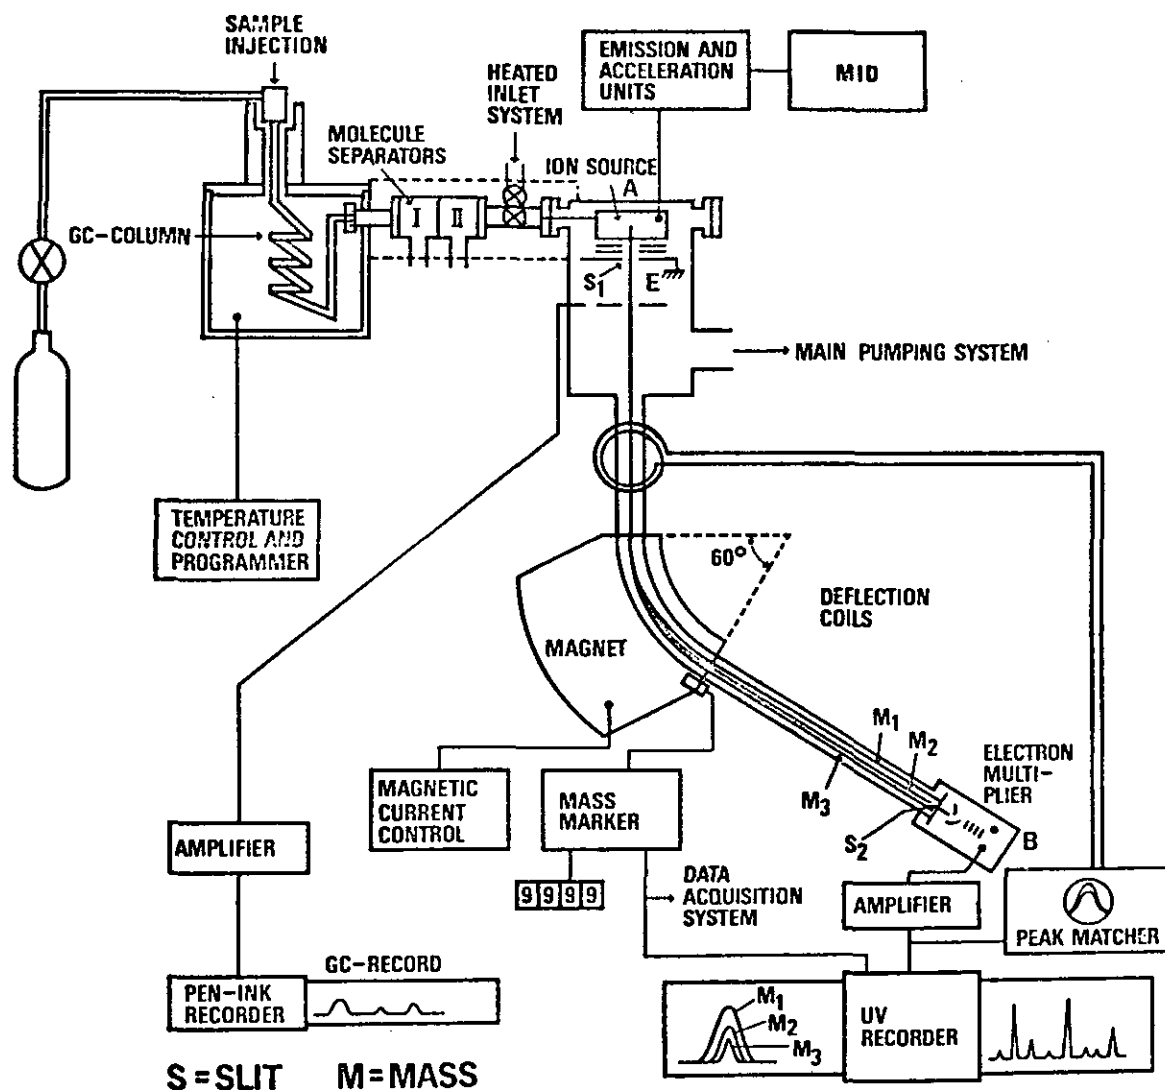 SAMPLE
INJECTION
EMISSION AND
ACCELERATION
UNITS
MID
HEATED
INLET
SYSTEM
MOLECULE
SEPARATORS
ION SOURCE
A
I II
GC-COLUMN
S1
E
MAIN PUMPING SYSTEM
TEMPERATURE
CONTROL AND
PROGRAMMER
60°
DEFLECTION
COILS
MAGNET
M1
M2
M3
ELECTRON
MULTI-
PLIER
S2
B
MAGNETIC
CURRENT
CONTROL
MASS
MARKER
AMPLIFIER
9999
DATA
ACQUISITION
SYSTEM
AMPLIFIER
PEAK MATCHER
GC-RECORD
PEN-INK
RECORDER
M1
M2
M3
UV
RECORDER
S = SLIT M = MASS